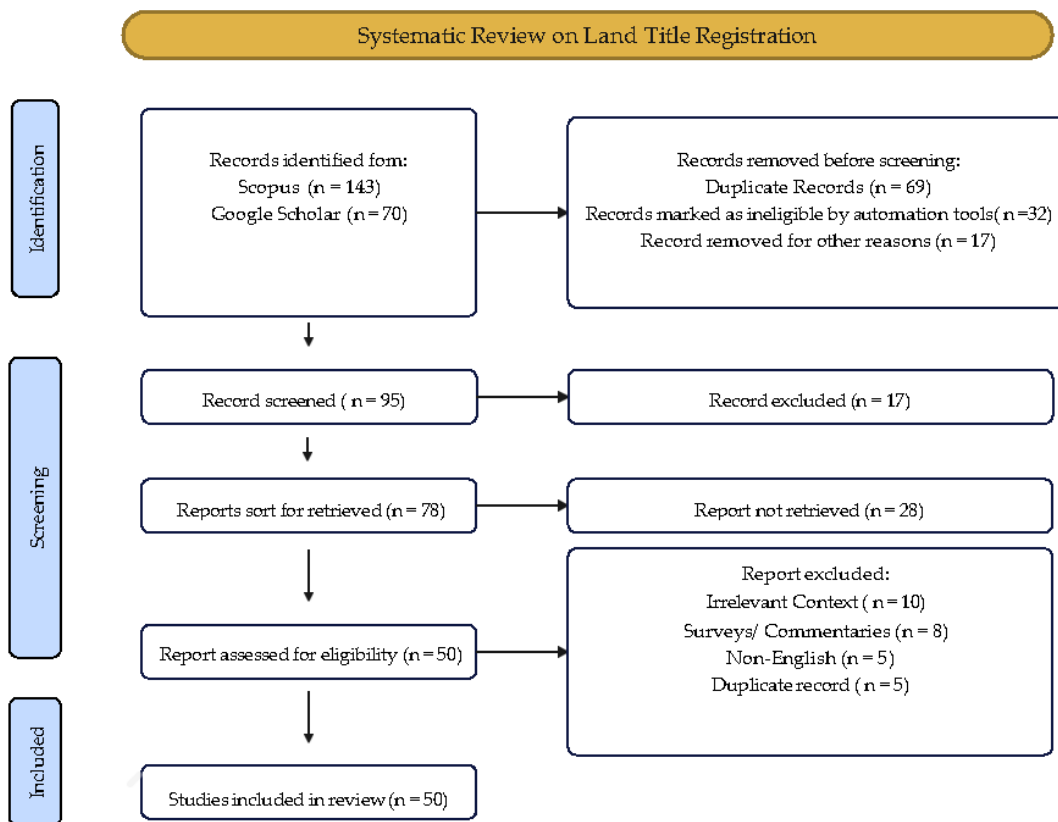 Systematic Review on Land Title Registration
Identification
Records identified fom:
Scopus (n = 143)
Google Scholar (n = 70)
Records removed before screening:
Duplicate Records (n = 69)
Records marked as ineligible by automation tools( n =32)
Record removed for other reasons (n = 17)
Screening
Record screened ( n = 95)
Record excluded (n = 17)
Reports sort for retrieved (n = 78)
Report not retrieved (n = 28)
Report assessed for eligibility (n = 50)
Report excluded:
Irrelevant Context ( n = 10)
Surveys/ Commentaries (n = 8)
Non-English (n = 5)
Duplicate record ( n = 5)
Included
Studies included in review (n = 50)